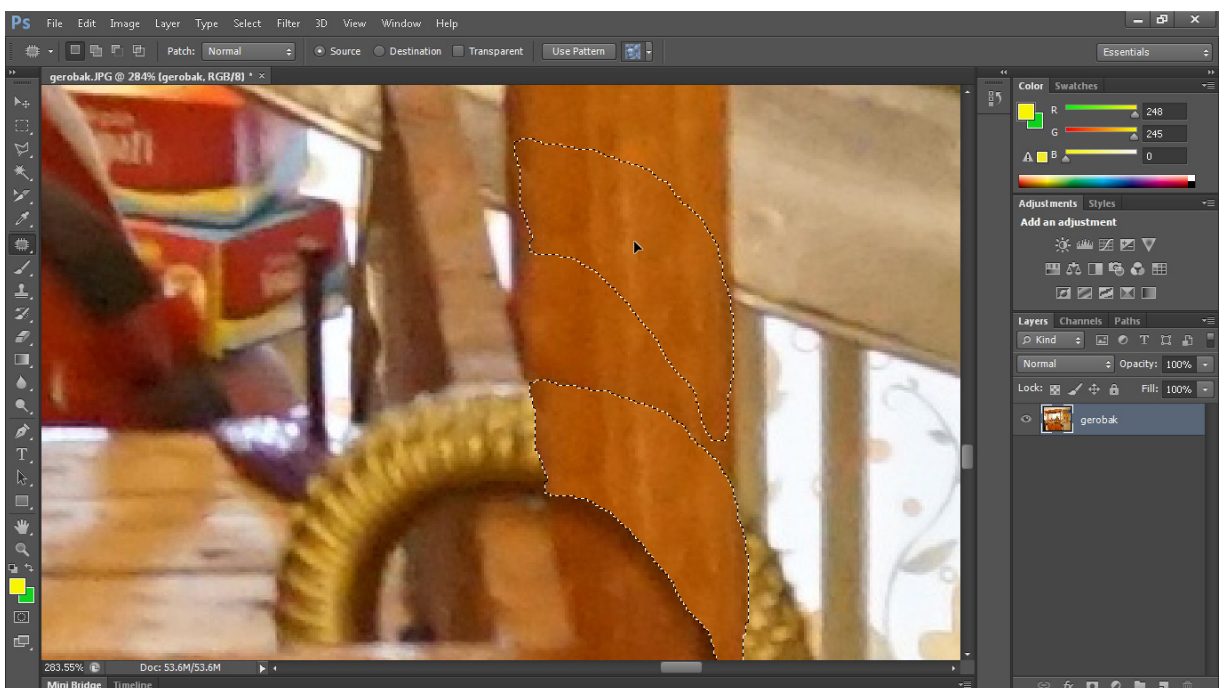 Ps File Edit Image Layer Type Select Filter 3D View Window Help
Patch: Normal Source Destination Transparent Use Pattern Essentials
gerobak.JPG @ 284% (gerobak, RGB/8) * ×
Color Swatches
R 248
G 245
B 0
Adjustments Styles
Add an adjustment
Layers Channels Paths
Kind
Normal Opacity: 100%
Lock: Fill: 100%
gerobak
283.55% Doc: 53.6M/53.6M
Mini Bridge Timeline